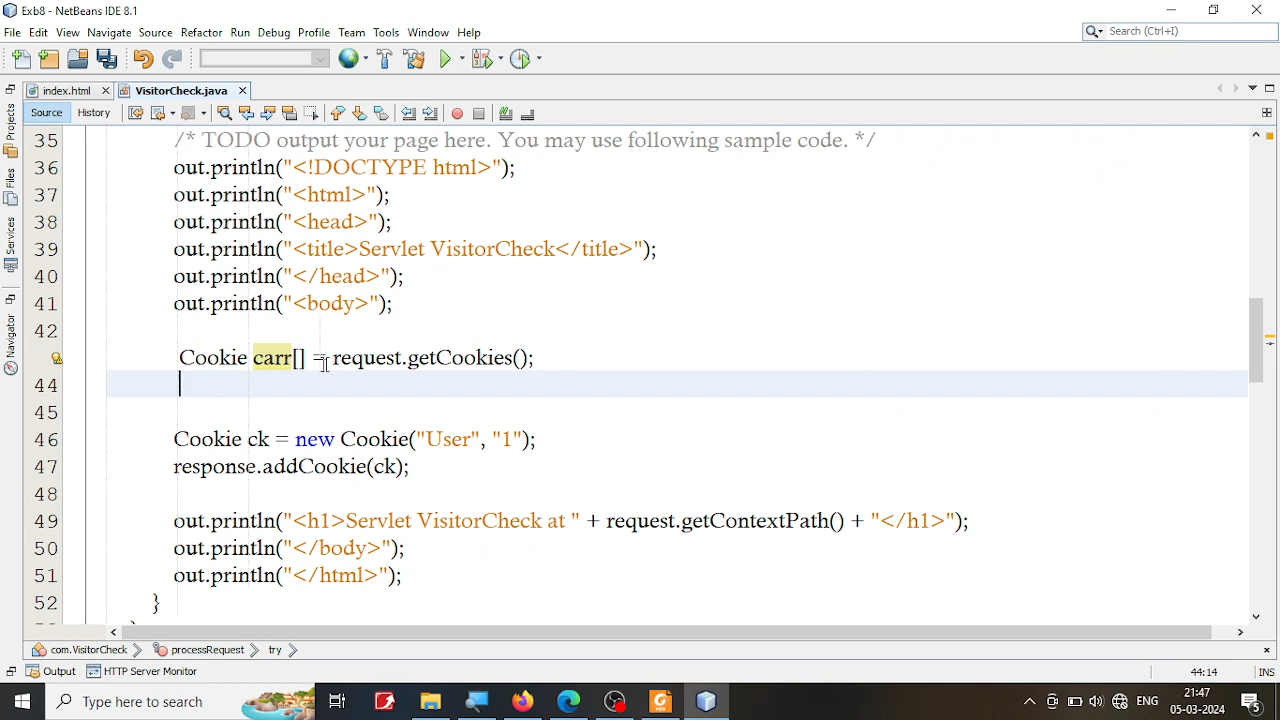 Exb8 - NetBeans IDE 8.1
File Edit View Navigate Source Refactor Run Debug Profile Team Tools Window Help
Search (Ctrl+I)
index.html VisitorCheck.java
Source History
Projects
Files
Services
Navigator
35 /* TODO output your page here. You may use following sample code. */
36 out.println("<!DOCTYPE html>");
37 out.println("<html>");
38 out.println("<head>");
39 out.println("<title>Servlet VisitorCheck</title>");
40 out.println("</head>");
41 out.println("<body>");
42
Cookie carr[] = request.getCookies();
44
45
46 Cookie ck = new Cookie("User", "1");
47 response.addCookie(ck);
48
49 out.println("<h1>Servlet VisitorCheck at " + request.getContextPath() + "</h1>");
50 out.println("</body>");
51 out.println("</html>");
52 }
com.VisitorCheck processRequest try
Output HTTP Server Monitor 44:14 INS
Type here to search
ENG
21:47
05-03-2024
5